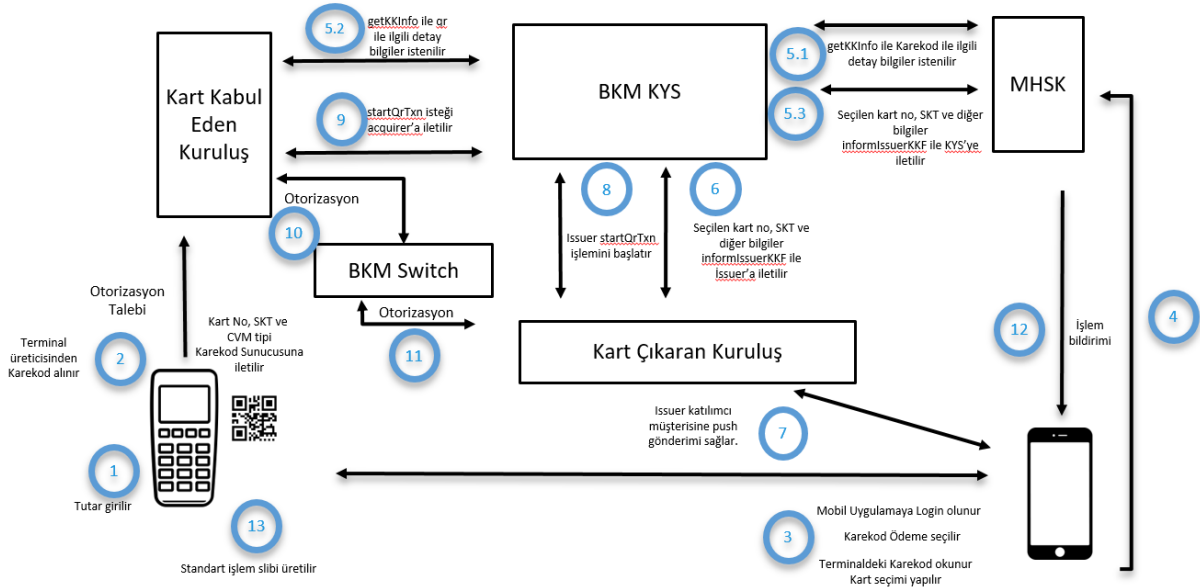 5.2
getKKInfo ile qr
ile ilgili detay
bilgiler istenilir
Kart Kabul
Eden
Kuruluş
9
startQrTxn isteği
acquirer'a iletilir
BKM KYS
5.1
getKKInfo ile Karekod ile ilgili
detay bilgiler istenilir
5.3
Seçilen kart no, SKT ve diğer
bilgiler
informIssuerKKF ile KYS'ye
iletilir
MHSK
8
6
Otorizasyon
10
Issuer startQrTxn
işlemini başlatır
Seçilen kart no, SKT ve
diğer bilgiler
informIssuerKKF ile
İssuer'a iletilir
BKM Switch
Otorizasyon
Talebi
Kart No, SKT ve
CVM tipi
Karekod Sunucusuna
iletilir
Otorizasyon
11
12
İşlem
bildirimi
4
2
Terminal
üreticisinden
Karekod alınır
Kart Çıkaran Kuruluş
Issuer katılımcı
müşterisine push
gönderimi sağlar.
7
1
Tutar girilir
13
Standart işlem slibi üretilir
3
Mobil Uygulamaya Login olunur
Karekod Ödeme seçilir
Terminaldeki Karekod okunur
Kart seçimi yapılır